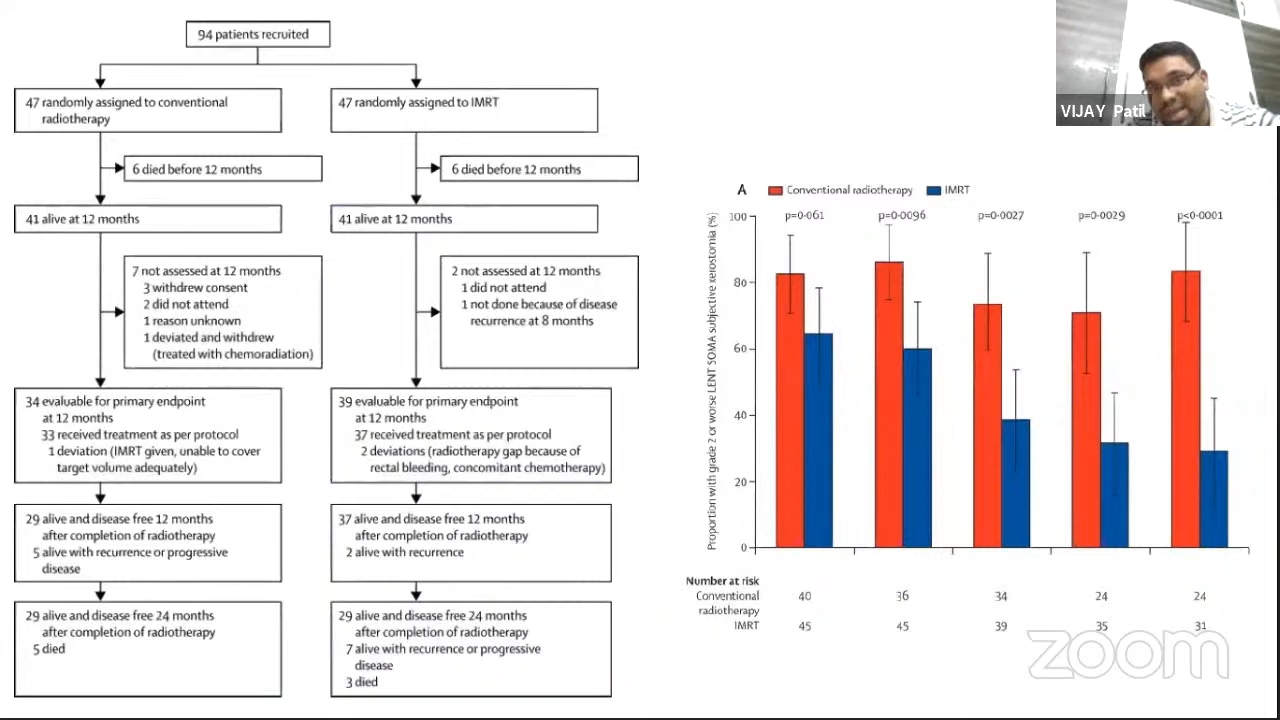 94 patients recruited
47 randomly assigned to conventional
radiotherapy
47 randomly assigned to IMRT
6 died before 12 months
6 died before 12 months
41 alive at 12 months
41 alive at 12 months
7 not assessed at 12 months
3 withdrew consent
2 did not attend
1 reason unknown
1 deviated and withdrew
(treated with chemoradiation)
2 not assessed at 12 months
1 did not attend
1 not done because of disease
recurrence at 8 months
34 evaluable for primary endpoint
at 12 months
33 received treatment as per protocol
1 deviation (IMRT given, unable to cover
target volume adequately)
39 evaluable for primary endpoint
at 12 months
37 received treatment as per protocol
2 deviations (radiotherapy gap because of
rectal bleeding, concomitant chemotherapy)
29 alive and disease free 12 months
after completion of radiotherapy
5 alive with recurrence or progressive
disease
37 alive and disease free 12 months
after completion of radiotherapy
2 alive with recurrence
29 alive and disease free 24 months
after completion of radiotherapy
5 died
29 alive and disease free 24 months
after completion of radiotherapy
7 alive with recurrence or progressive
disease
3 died
VIJAY Patil
A Conventional radiotherapy IMRT
p=0·061 p=0·0096 p=0·0027 p=0·0029 p<0·0001
Proportion with grade 2 or worse LENT SOMA subjective xerostomia (%)
100
80
60
40
20
0
Number at risk
Conventional 40 36 34 24 24
radiotherapy
IMRT 45 45 39 35 31
zoom